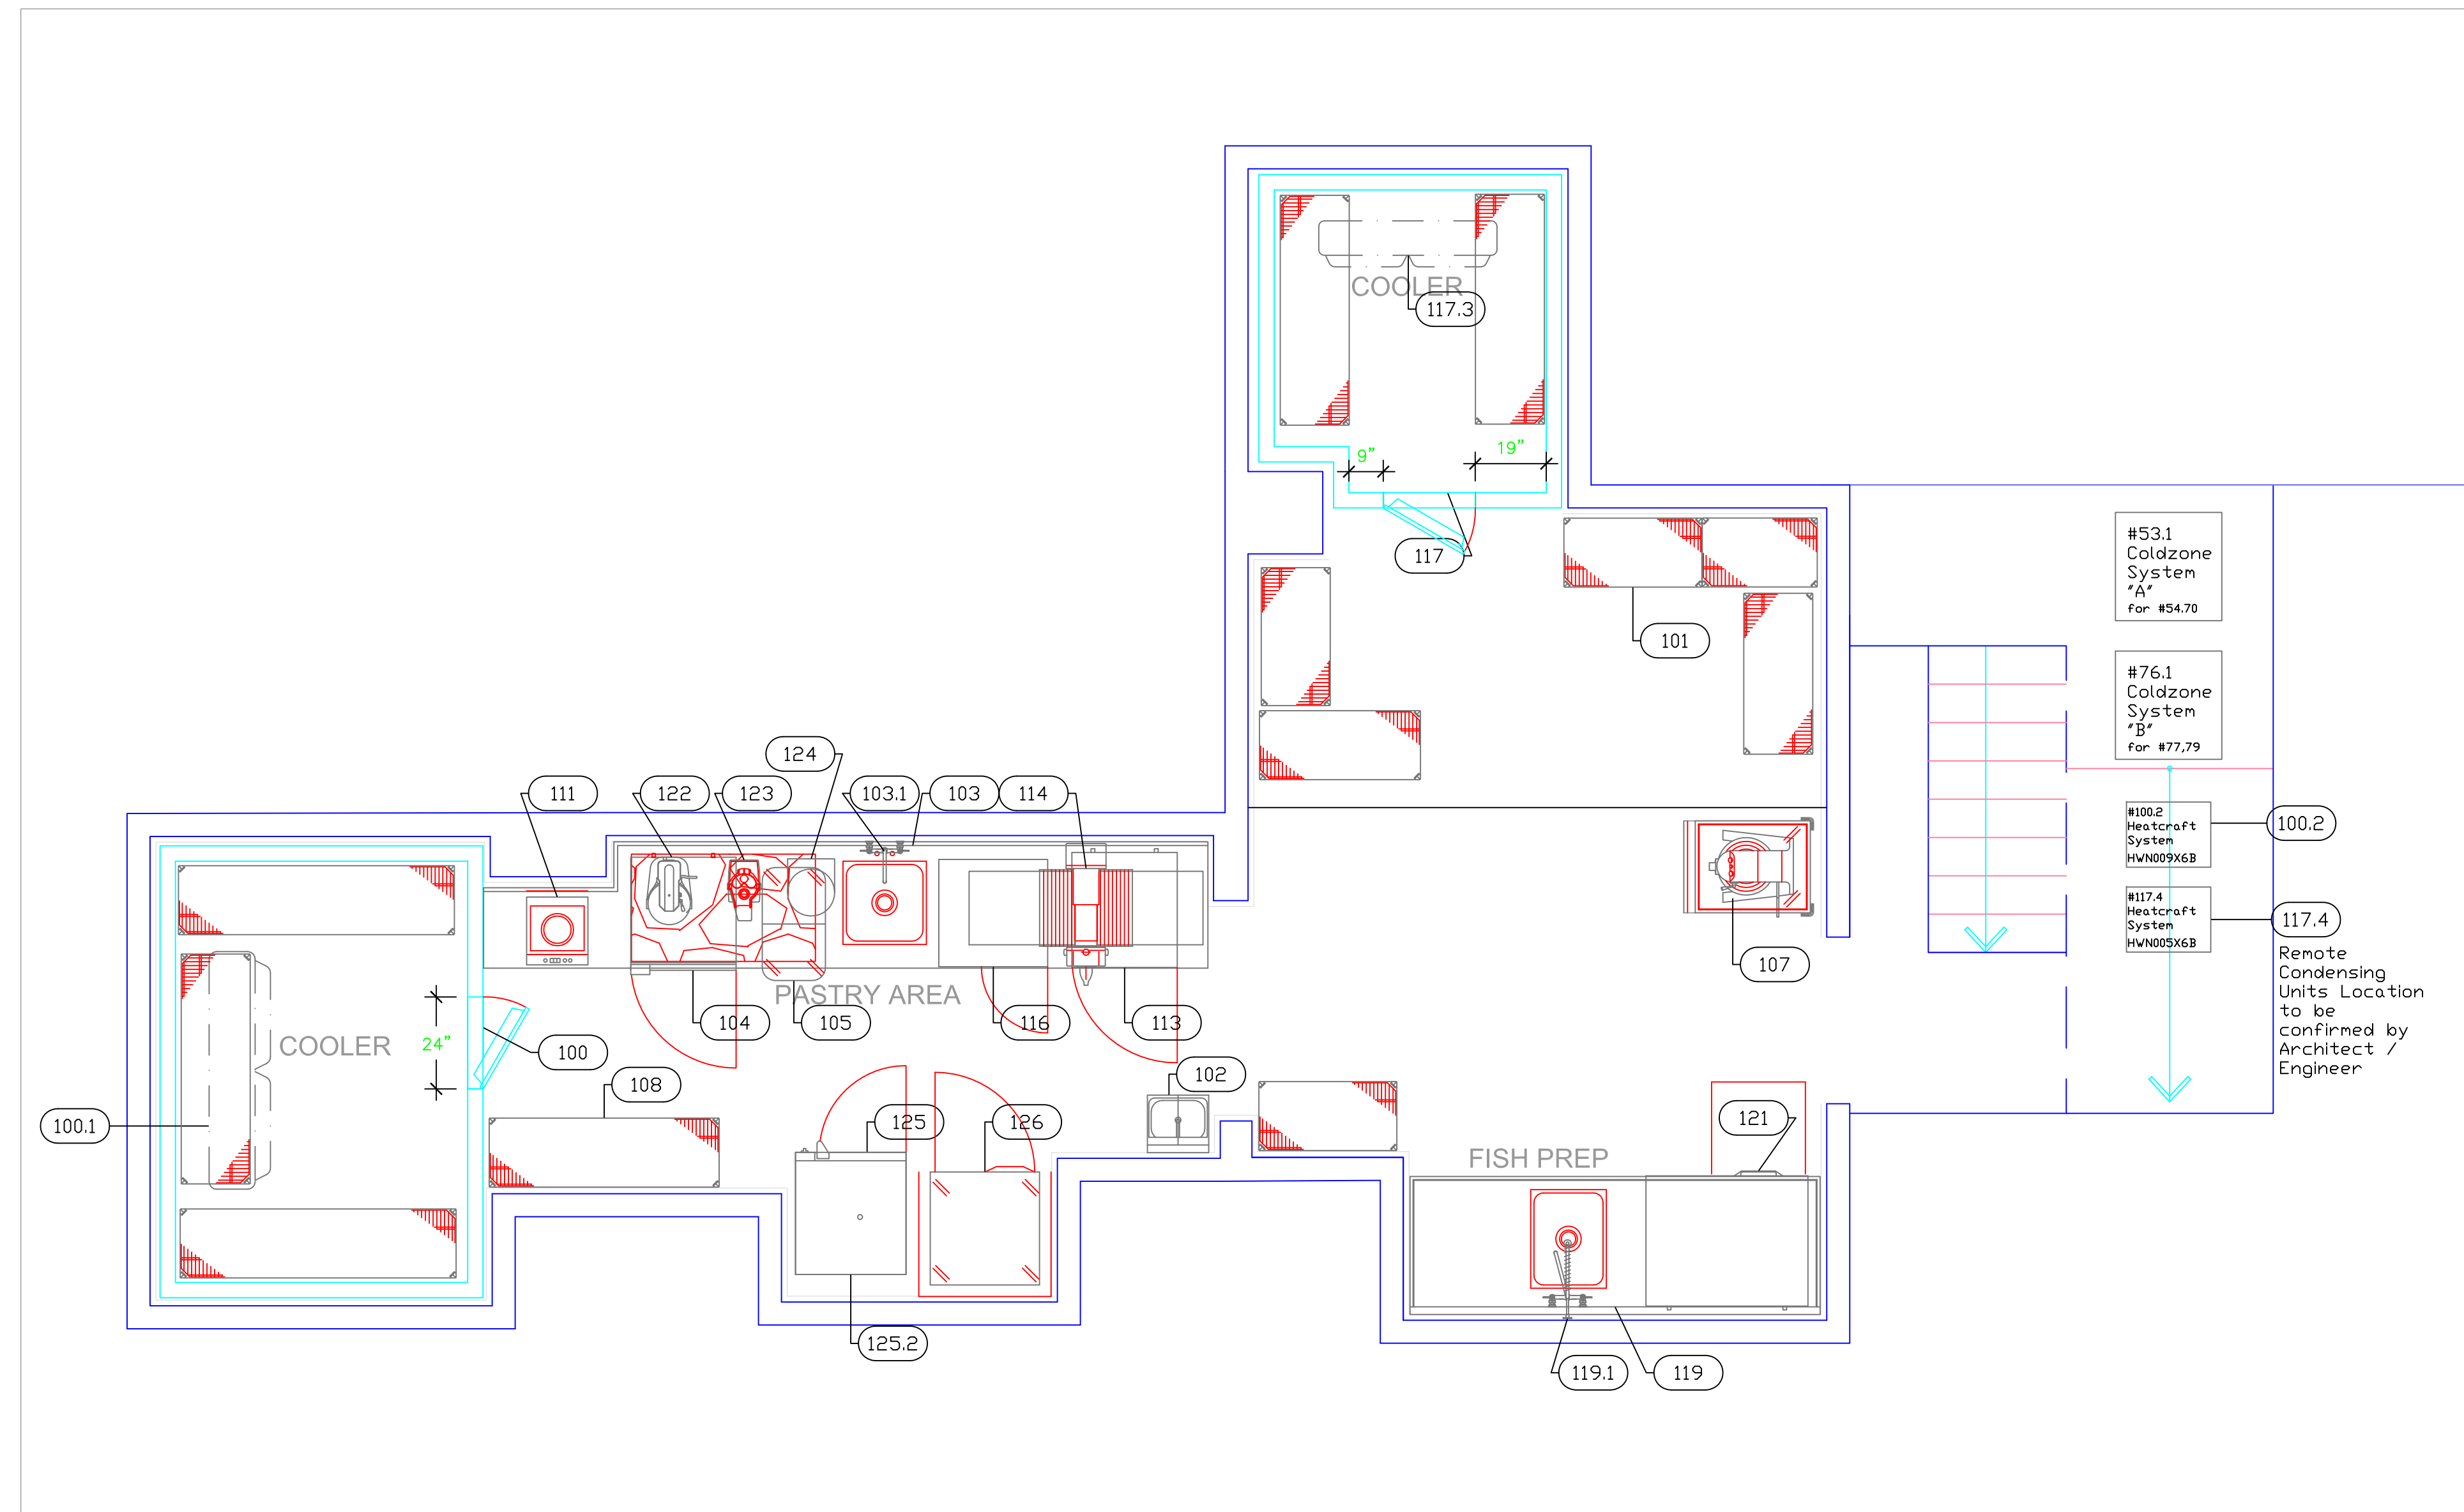 COOLER
117.3
9"
19"
117
101
#53.1
Coldzone
System
"A"
for #54.70
#76.1
Coldzone
System
"B"
for #77,79
#100.2
Heatcraft
System
HWN009X6B
100.2
#117.4
Heatcraft
System
HWN005X6B
117.4
Remote
Condensing
Units Location
to be
confirmed by
Architect /
Engineer
124
111
122
123
103.1
103
114
107
PASTRY AREA
104
105
116
113
COOLER
24"
100
108
100.1
125
126
102
121
FISH PREP
125.2
119.1
119